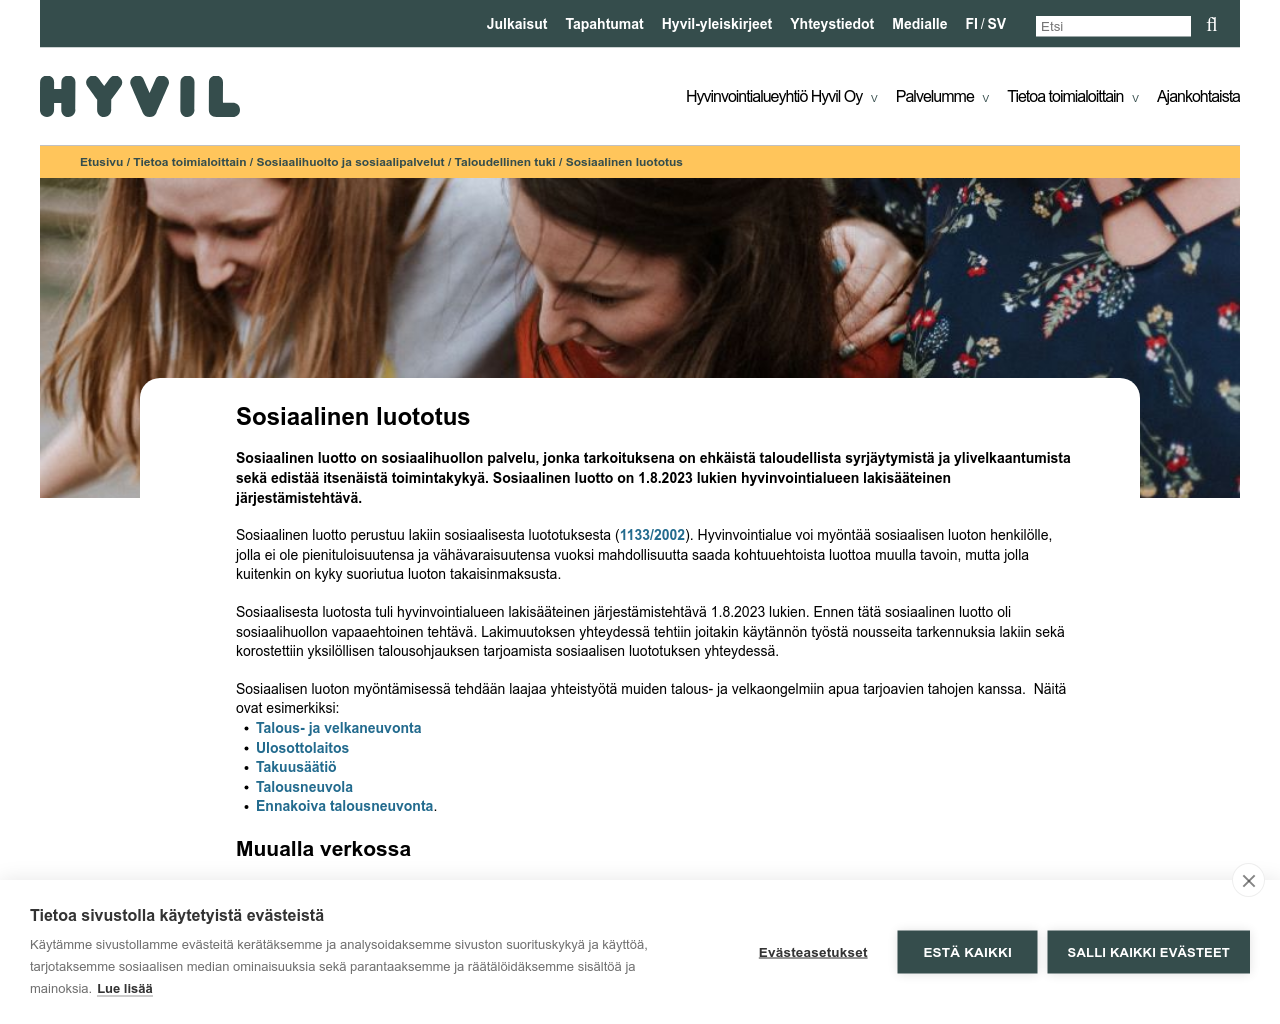 Julkaisut Tapahtumat Hyvil-yleiskirjeet Yhteystiedot Medialle FI / SV Etsi
HYVIL
Hyvinvointialueyhtiö Hyvil Oy Palvelumme Tietoa toimialoittain Ajankohtaista
Etusivu / Tietoa toimialoittain / Sosiaalihuolto ja sosiaalipalvelut / Taloudellinen tuki / Sosiaalinen luototus
Sosiaalinen luototus
Sosiaalinen luotto on sosiaalihuollon palvelu, jonka tarkoituksena on ehkäistä taloudellista syrjäytymistä ja ylivelkaantumista
sekä edistää itsenäistä toimintakykyä. Sosiaalinen luotto on 1.8.2023 lukien hyvinvointialueen lakisääteinen
järjestämistehtävä.
Sosiaalinen luotto perustuu lakiin sosiaalisesta luototuksesta (1133/2002). Hyvinvointialue voi myöntää sosiaalisen luoton henkilölle,
jolla ei ole pienituloisuutensa ja vähävaraisuutensa vuoksi mahdollisuutta saada kohtuuehtoista luottoa muulla tavoin, mutta jolla
kuitenkin on kyky suoriutua luoton takaisinmaksusta.
Sosiaalisesta luotosta tuli hyvinvointialueen lakisääteinen järjestämistehtävä 1.8.2023 lukien. Ennen tätä sosiaalinen luotto oli
sosiaalihuollon vapaaehtoinen tehtävä. Lakimuutoksen yhteydessä tehtiin joitakin käytännön työstä nousseita tarkennuksia lakiin sekä
korostettiin yksilöllisen talousohjauksen tarjoamista sosiaalisen luototuksen yhteydessä.
Sosiaalisen luoton myöntämisessä tehdään laajaa yhteistyötä muiden talous- ja velkaongelmiin apua tarjoavien tahojen kanssa. Näitä
ovat esimerkiksi:
• Talous- ja velkaneuvonta
• Ulosottolaitos
• Takuusäätiö
• Talousneuvola
• Ennakoiva talousneuvonta.
Muualla verkossa
Tietoa sivustolla käytetyistä evästeistä
Käytämme sivustollamme evästeitä kerätäksemme ja analysoidaksemme sivuston suorituskykyä ja käyttöä,
tarjotaksemme sosiaalisen median ominaisuuksia sekä parantaaksemme ja räätälöidäksemme sisältöä ja
mainoksia. Lue lisää
Evästeasetukset ESTÄ KAIKKI SALLI KAIKKI EVÄSTEET